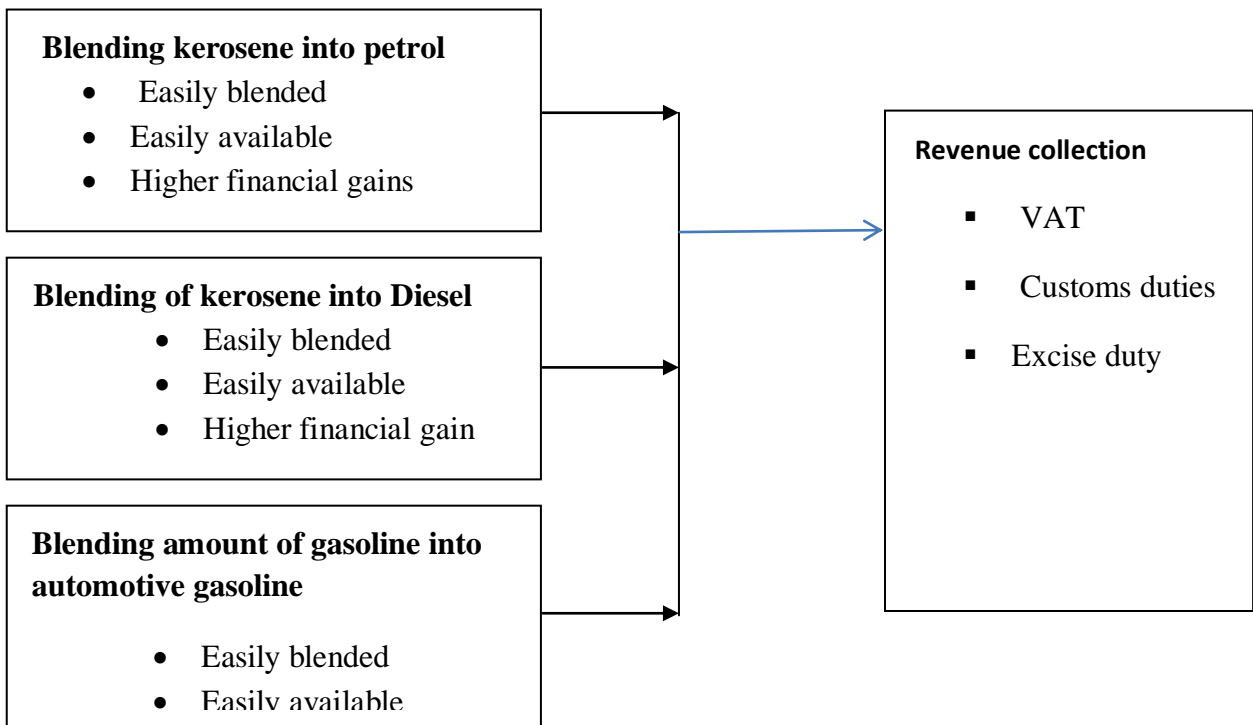 Blending kerosene into petrol
• Easily blended
• Easily available
• Higher financial gains
Blending of kerosene into Diesel
• Easily blended
• Easily available
• Higher financial gain
Blending amount of gasoline into
automotive gasoline
• Easily blended
• Easily available
Revenue collection
▪ VAT
▪ Customs duties
▪ Excise duty